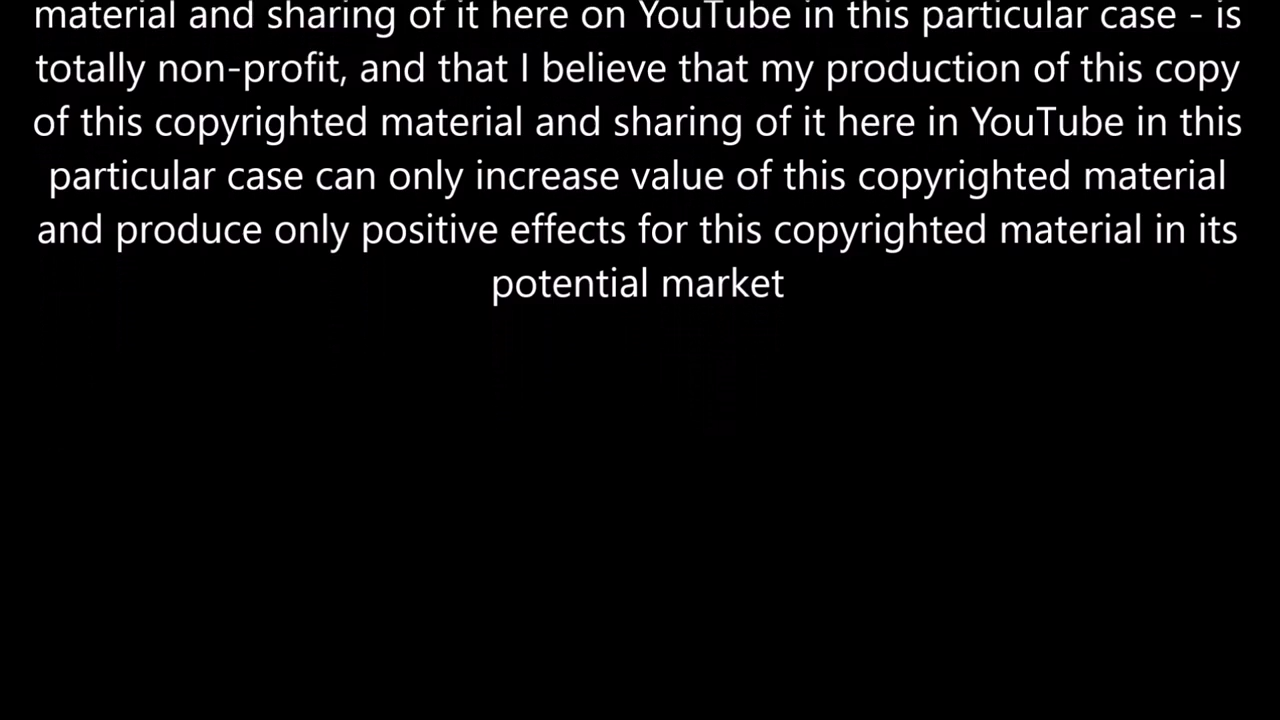 material and sharing of it here on YouTube in this particular case - is
totally non-profit, and that I believe that my production of this copy
of this copyrighted material and sharing of it here in YouTube in this
particular case can only increase value of this copyrighted material
and produce only positive effects for this copyrighted material in its
potential market